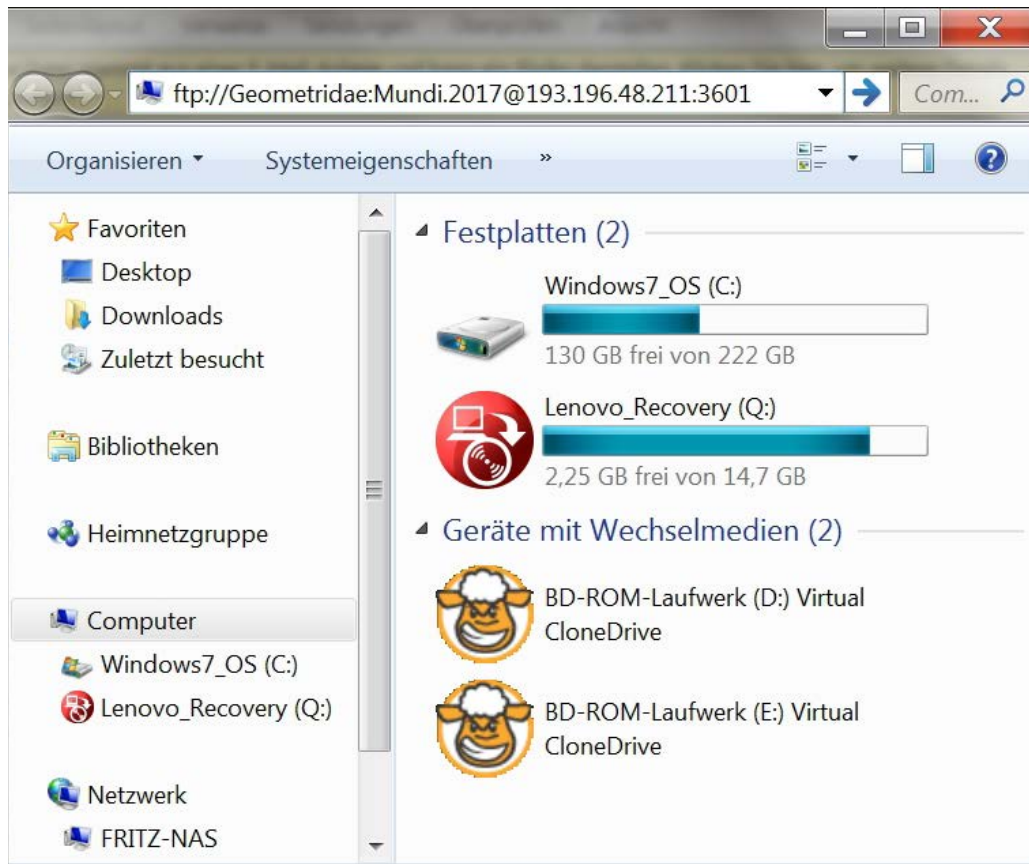 ftp://Geometridae:Mundi.2017@193.196.48.211:3601
Com...
Organisieren
Systemeigenschaften
»
Favoriten
Desktop
Downloads
Zuletzt besucht
Bibliotheken
Heimnetzgruppe
Computer
Windows7_OS (C:)
Lenovo_Recovery (Q:)
Netzwerk
FRITZ-NAS
Festplatten (2)
Windows7_OS (C:)
130 GB frei von 222 GB
Lenovo_Recovery (Q:)
2,25 GB frei von 14,7 GB
Geräte mit Wechselmedien (2)
BD-ROM-Laufwerk (D:) Virtual
CloneDrive
BD-ROM-Laufwerk (E:) Virtual
CloneDrive